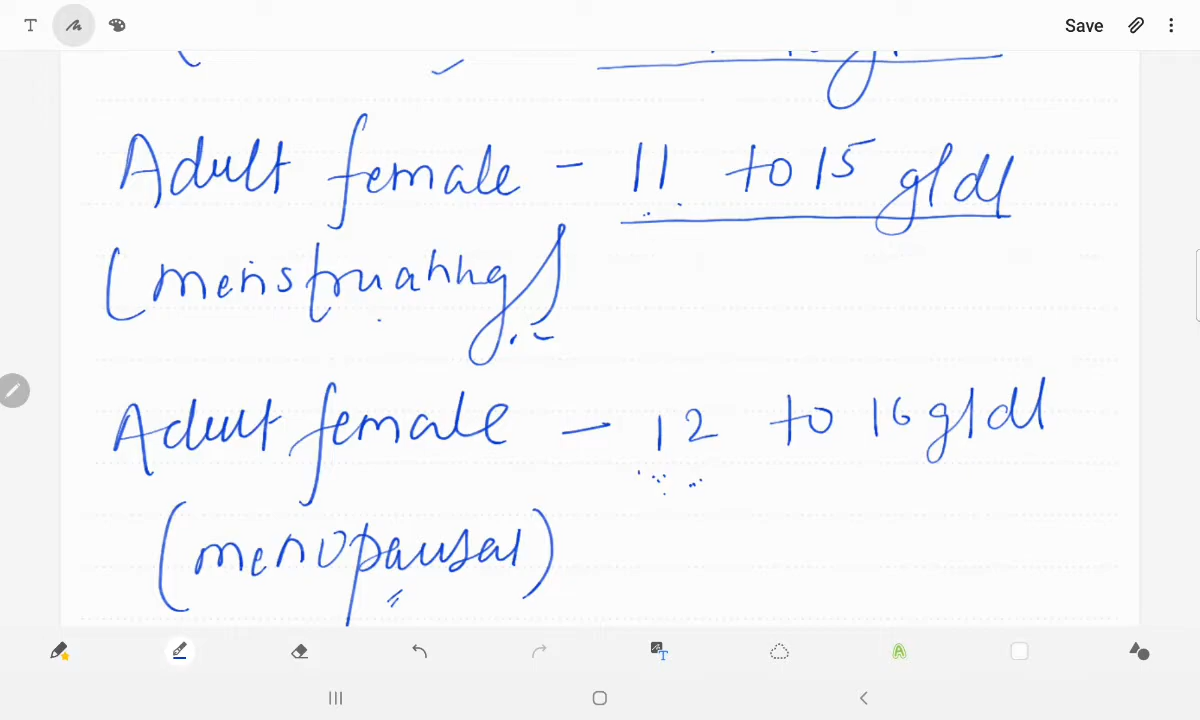 T Save
Adult female - 11 to 15 g/dl
(menstruating)
Adult female - 12 to 16 g/dl
(menopausal)